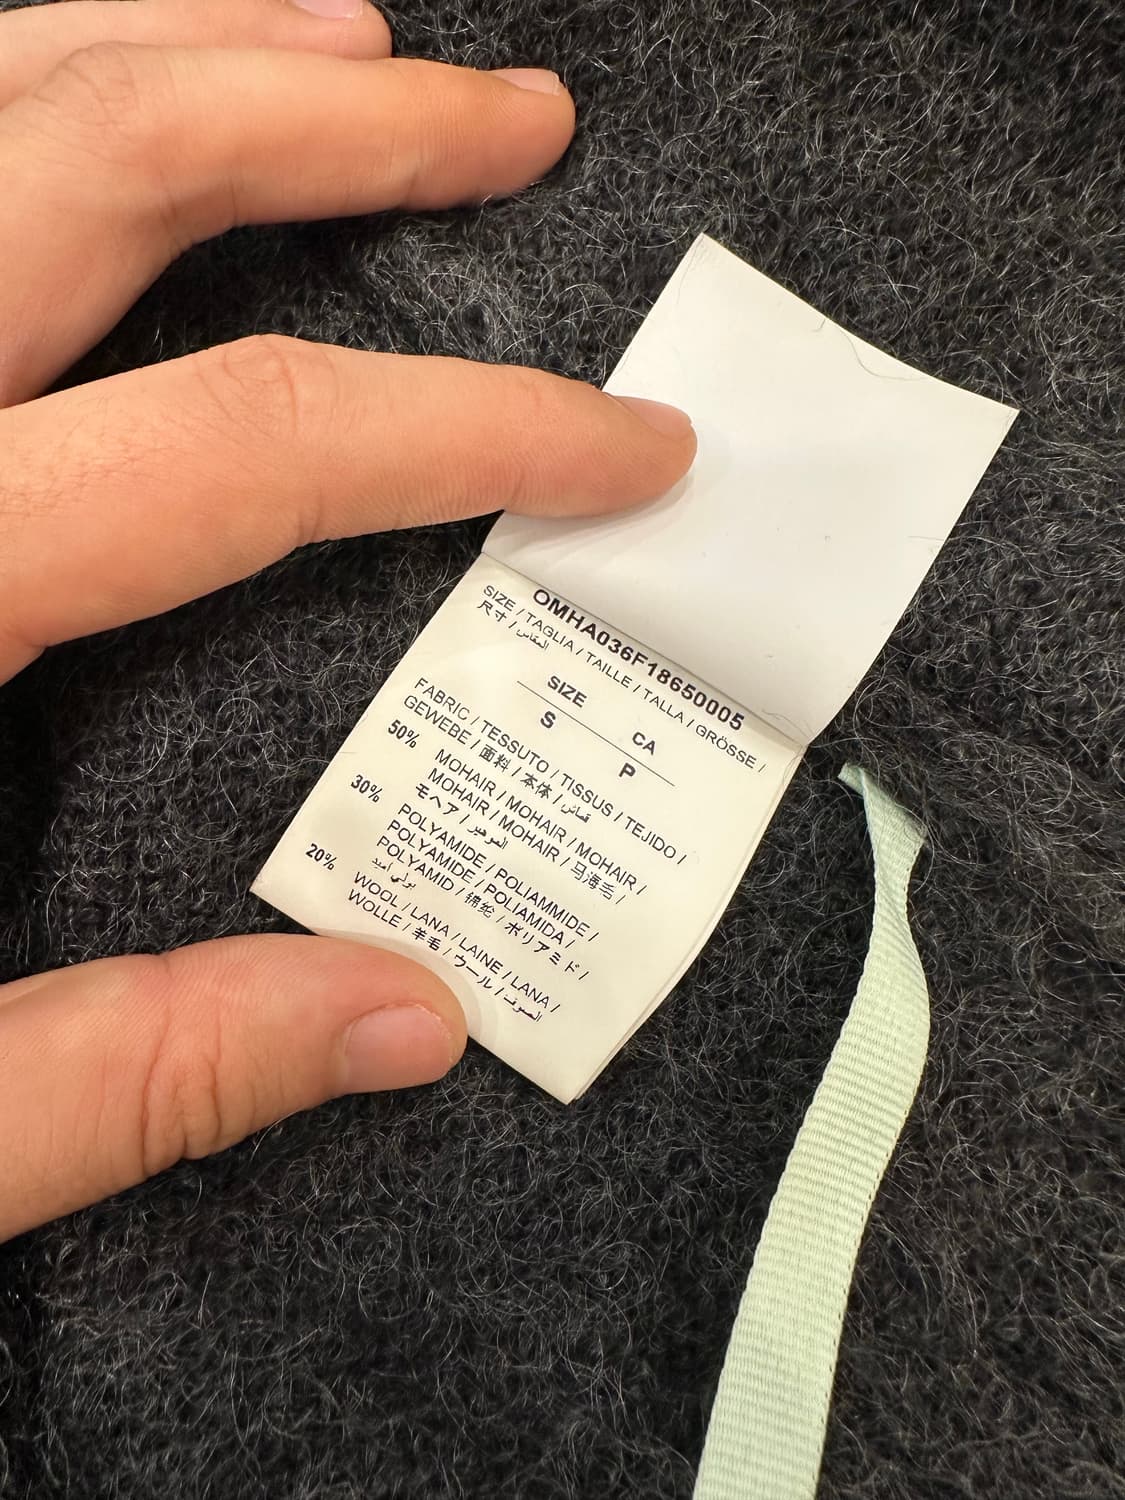 OMHA036F18650005
SIZE / TAGLIA / TAILLE / TALLA / GRÖSSE /
尺寸 / المقاس
SIZE CA
S P
FABRIC / TESSUTO / TISSUS / TEJIDO /
GEWEBE / 面料 / 本体 / قماش
50% MOHAIR / MOHAIR / MOHAIR /
MOHAIR / MOHAIR / 马海毛 /
モヘア / الموهير
30% POLYAMIDE / POLIAMMIDE /
POLYAMIDE / POLIAMIDA /
POLYAMID / 锦纶 / ポリアミド /
بولي أميد
20% WOOL / LANA / LAINE / LANA /
WOLLE / 羊毛 / ウール / الصوف